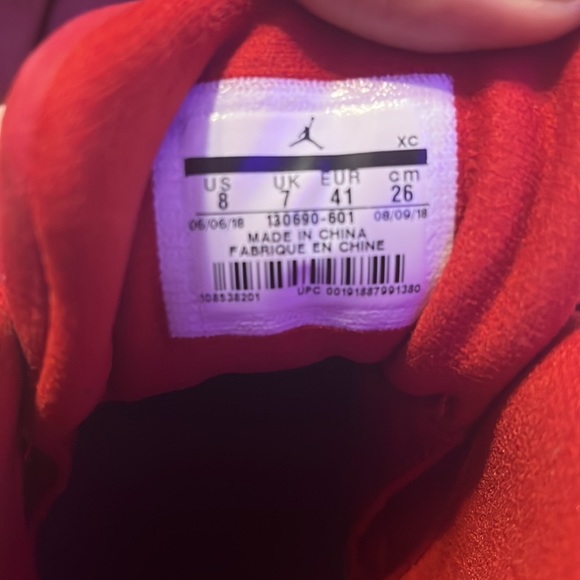 XC
US UK EUR cm
8 7 41 26
06/06/18 130690-601 08/09/18
MADE IN CHINA
FABRIQUE EN CHINE
108538201 UPC 00191887991380